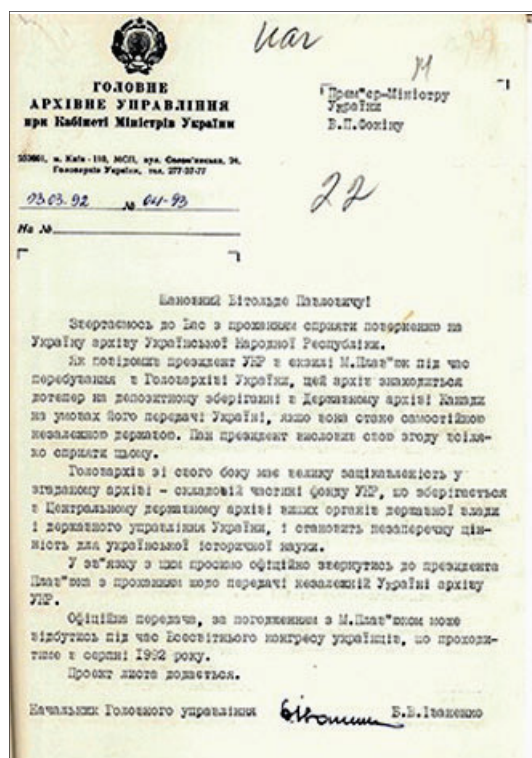 наг
ГОЛОВНЕ
АРХІВНЕ УПРАВЛІННЯ
при Кабінеті Міністрів України
м. Київ - 110, МСП, вул. Солом'янська, 24,
Головархів України, тел. 277-27-77
03.03.92 № 04-93
На №
Прем"єр-Міністру
України
В.П.Фокіну
22
Шановний Вітольде Павловичу!
Звертаємось до Вас з проханням сприяти поверненню на
Україну архіву Української Народної Республіки.
Як повідомив президент УНР в екзилі М.Плав"юк під час
перебування в Головархіві України, цей архів знаходиться
дотепер на депозитному зберіганні в Державному архіві Канади
на умовах його передачі Україні, якщо вона стане самостійною
незалежною державою. Пан президент висловив свою згоду всіля-
ко сприяти цьому.
Головархів зі свого боку має велику зацікавленість у
згаданому архіві - складовій частині фонду УНР, що зберігається
в Центральному державному архіві вищих органів державної влади
і державного управління України, і становить незаперечну цін-
ність для української історичної науки.
У зв"язку з цим просимо офіційно звернутись до президента
Плав"юка з проханням щодо передачі незалежній Україні архіву
УНР.
Офіційна передача, за погодженням з М.Плав"юком може
відбутись під час Всесвітнього конгресу українців, що проходи-
тиме в серпні 1992 року.
Проект листа додається.
Начальник Головного управління Б.В.Іваненко